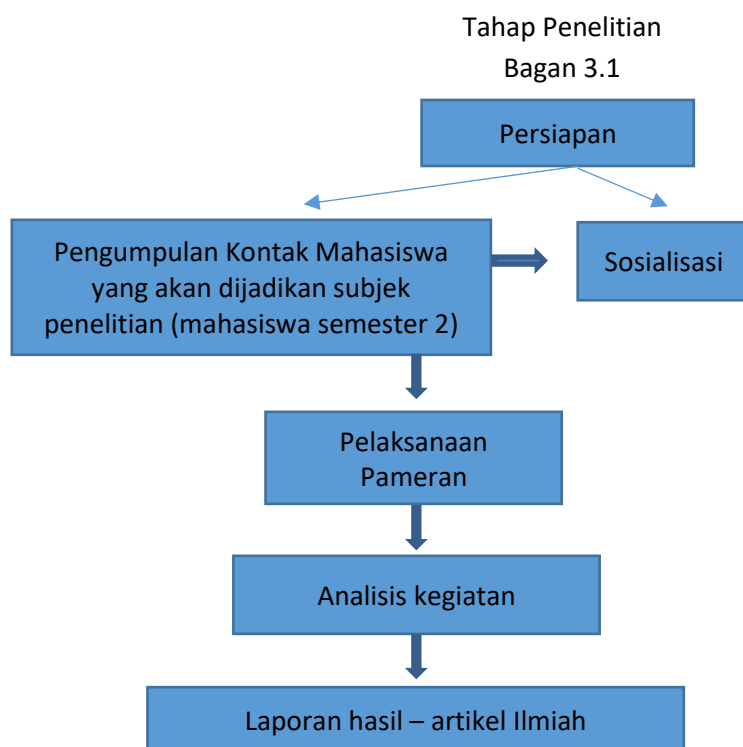 Tahap Penelitian
Bagan 3.1
Persiapan
Pengumpulan Kontak Mahasiswa
yang akan dijadikan subjek
penelitian (mahasiswa semester 2)
Sosialisasi
Pelaksanaan
Pameran
Analisis kegiatan
Laporan hasil – artikel Ilmiah